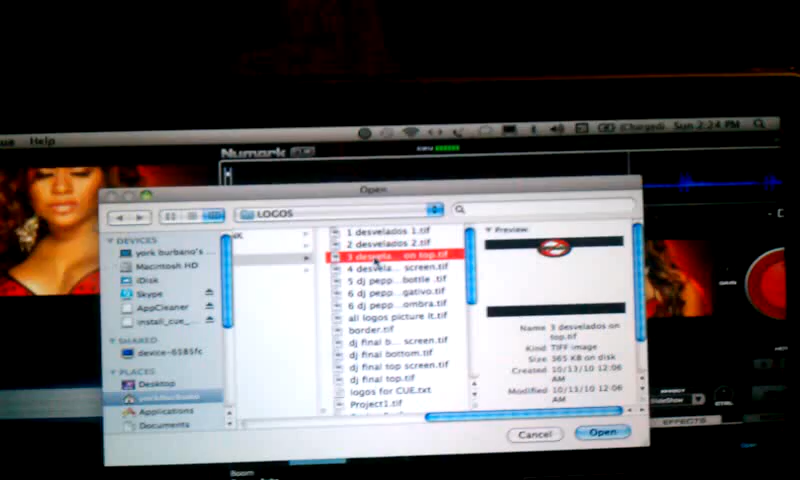 Help
(Charged) Sun 2:24 PM
Numark CUE
Open
LOGOS
DEVICES
york burbano's ...
Macintosh HD
iDisk
Skype
AppCleaner
install_cue_...
SHARED
device-6585fc
PLACES
Desktop
Applications
Documents
1 desvelados 1.tif
2 desvelados 2.tif
3 desvela... on top.tif
4 desvela... screen.tif
5 dj pepp...bottle .tif
6 dj pepp...gativo.tif
6 dj pepp...ombra.tif
all logos picture it.tif
border.tif
dj final b... screen.tif
dj final bottom.tif
dj final top screen.tif
dj final top.tif
logos for CUE.txt
Project1.tif
Preview:
Name 3 desvelados on
top.tif
Kind TIFF image
Size 365 KB on disk
Created 10/13/10 12:06
AM
Modified 10/13/10 12:06
AM
Cancel
Open
SlideShow
EFFECTS
Boom